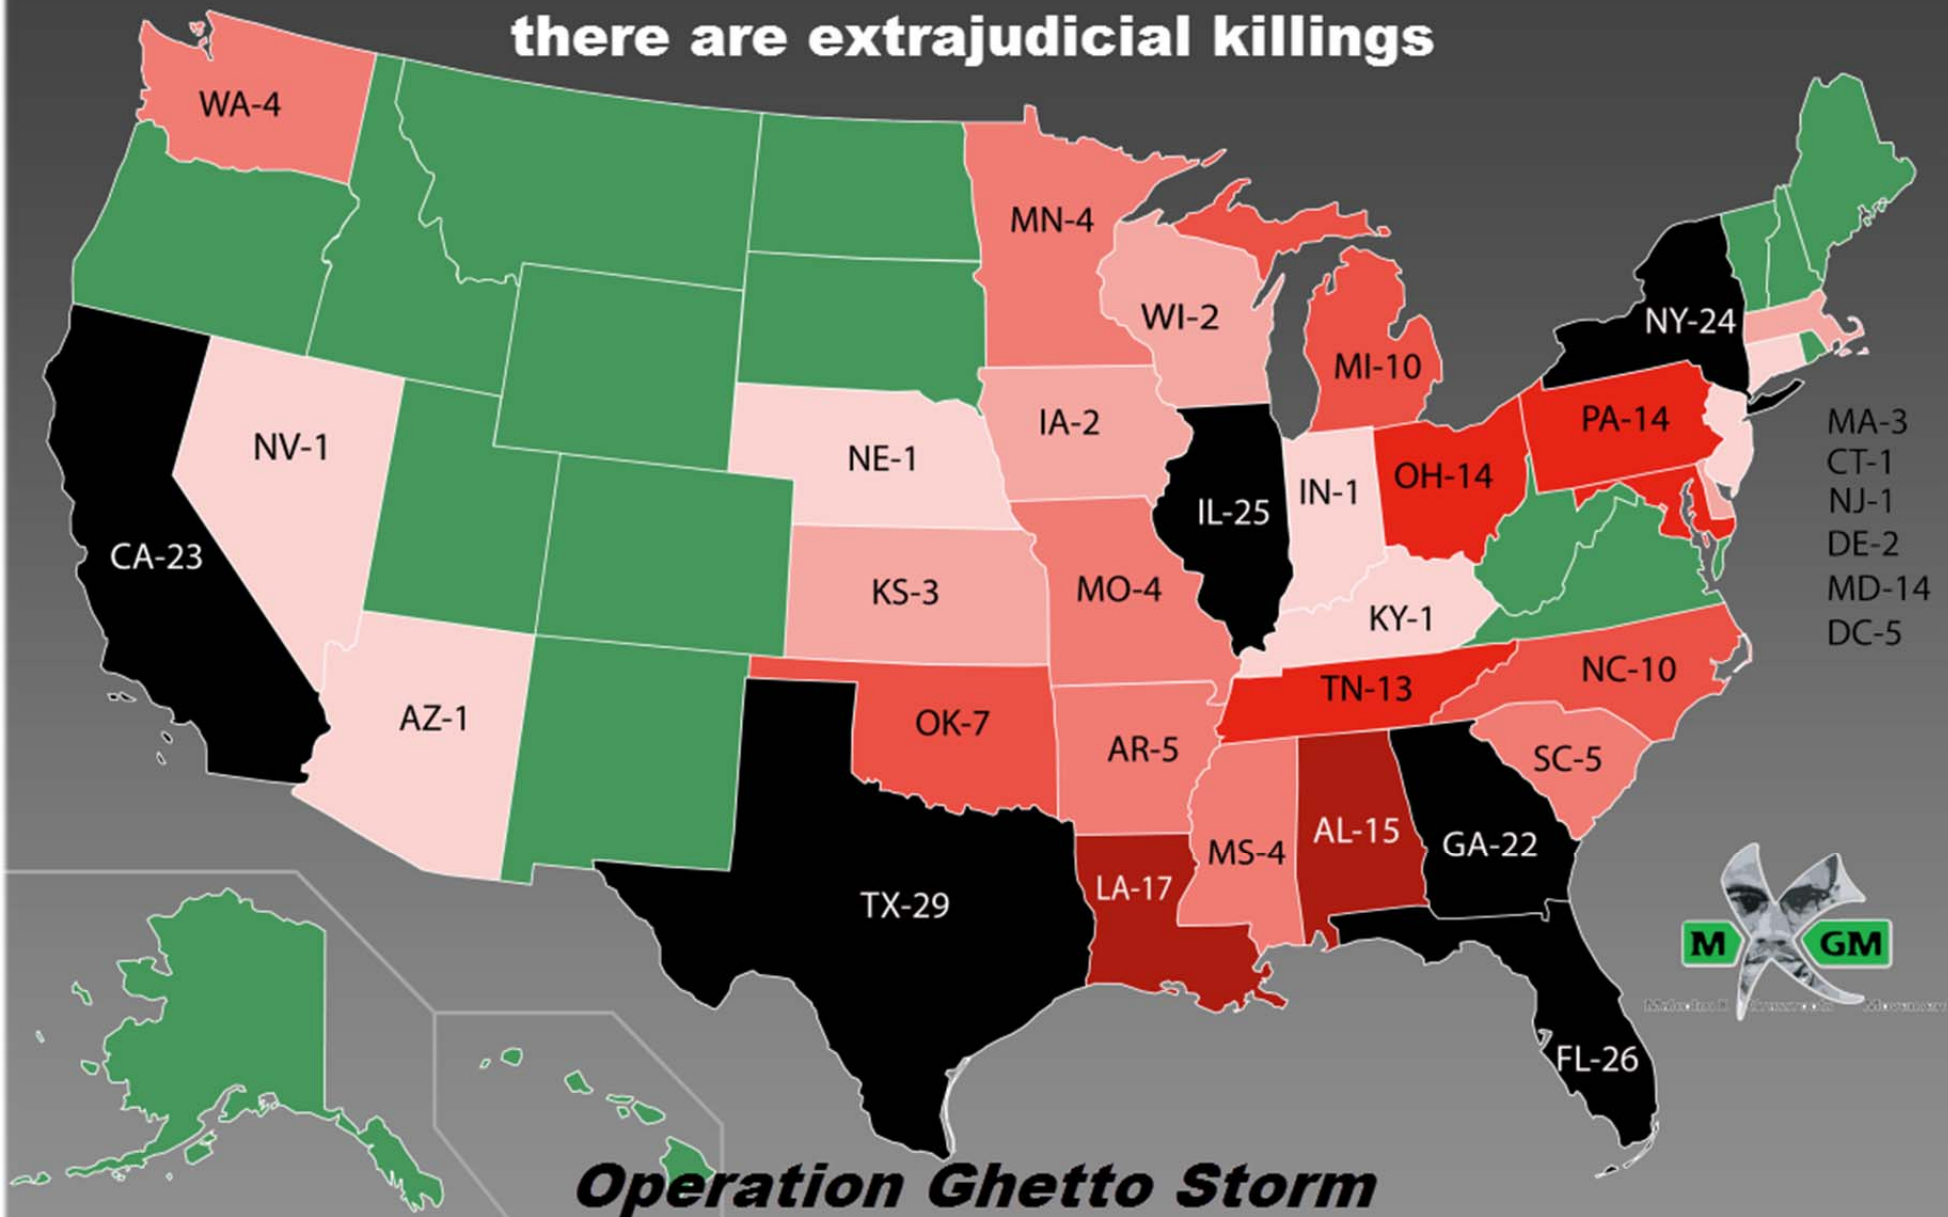 there are extrajudicial killings
WA-4
MN-4
WI-2
MI-10
NY-24
NV-1
NE-1
IA-2
IL-25
IN-1
OH-14
PA-14
MA-3
CT-1
NJ-1
DE-2
MD-14
DC-5
CA-23
KS-3
MO-4
KY-1
AZ-1
OK-7
AR-5
TN-13
NC-10
SC-5
TX-29
LA-17
MS-4
AL-15
GA-22
FL-26
M GM
Malcolm X Grassroots Movement
Operation Ghetto Storm